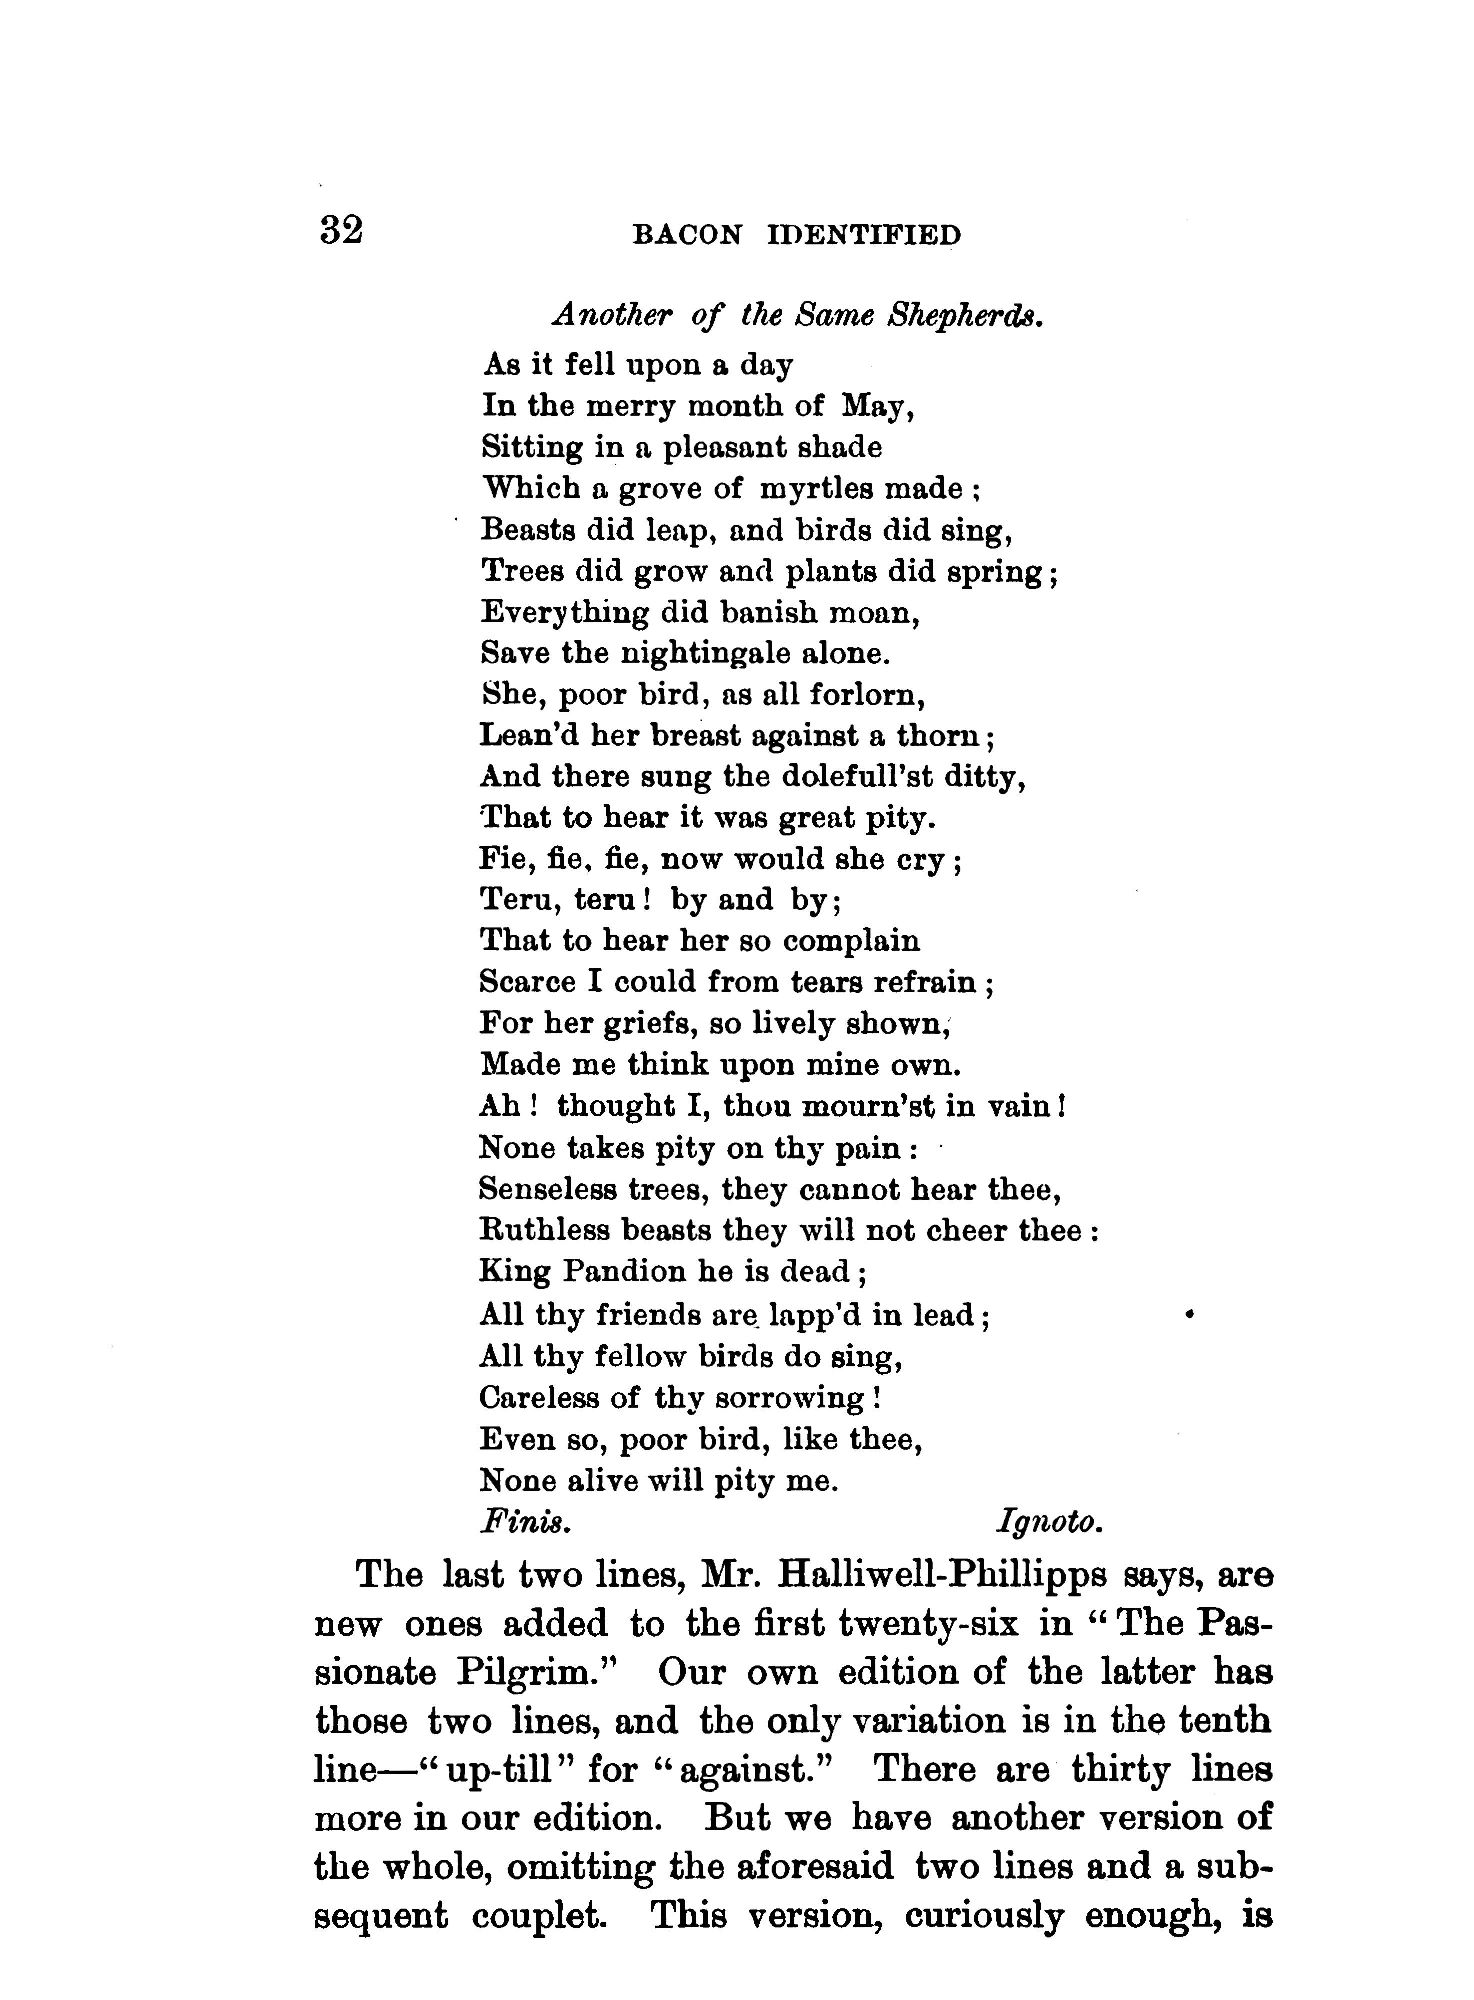 32 BACON IDENTIFIED
Another of the Same Shepherds.
As it fell upon a day
In the merry month of May,
Sitting in a pleasant shade
Which a grove of myrtles made ;
Beasts did leap, and birds did sing,
Trees did grow and plants did spring ;
Everything did banish moan,
Save the nightingale alone.
She, poor bird, as all forlorn,
Lean'd her breast against a thorn ;
And there sung the dolefull'st ditty,
That to hear it was great pity.
Fie, fie, fie, now would she cry ;
Teru, teru ! by and by ;
That to hear her so complain
Scarce I could from tears refrain ;
For her griefs, so lively shown,
Made me think upon mine own.
Ah ! thought I, thou mourn'st in vain !
None takes pity on thy pain :
Senseless trees, they cannot hear thee,
Ruthless beasts they will not cheer thee :
King Pandion he is dead ;
All thy friends are lapp'd in lead ;
All thy fellow birds do sing,
Careless of thy sorrowing !
Even so, poor bird, like thee,
None alive will pity me.
Finis. Ignoto.
The last two lines, Mr. Halliwell-Phillipps says, are
new ones added to the first twenty-six in “ The Pas-
sionate Pilgrim.” Our own edition of the latter has
those two lines, and the only variation is in the tenth
line—“ up-till” for “ against.” There are thirty lines
more in our edition. But we have another version of
the whole, omitting the aforesaid two lines and a sub-
sequent couplet. This version, curiously enough, is